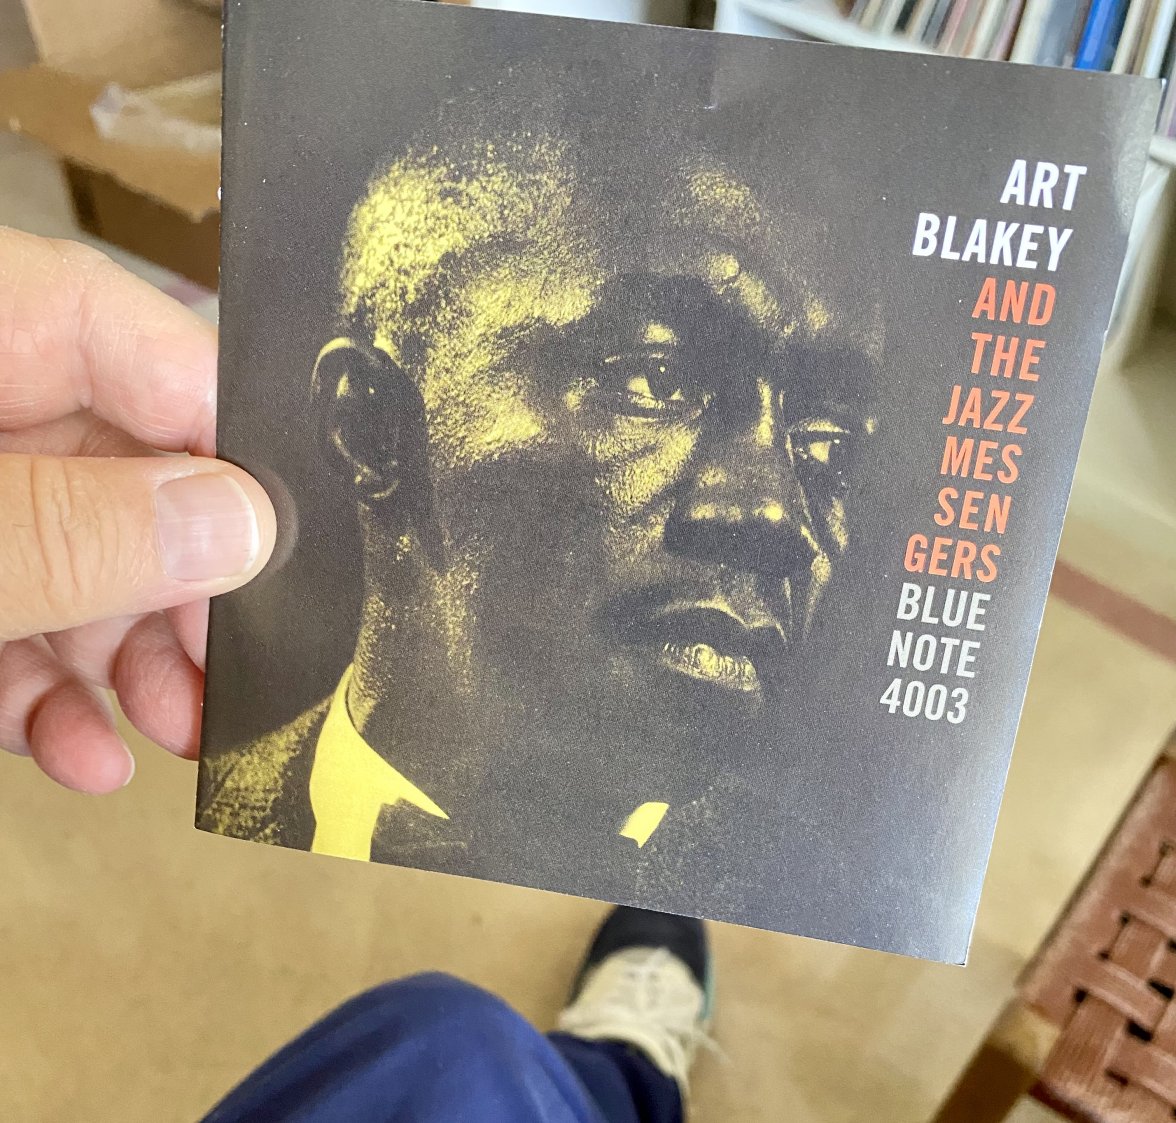 ART
BLAKEY
AND
THE
JAZZ
MES
SEN
GERS
BLUE
NOTE
4003